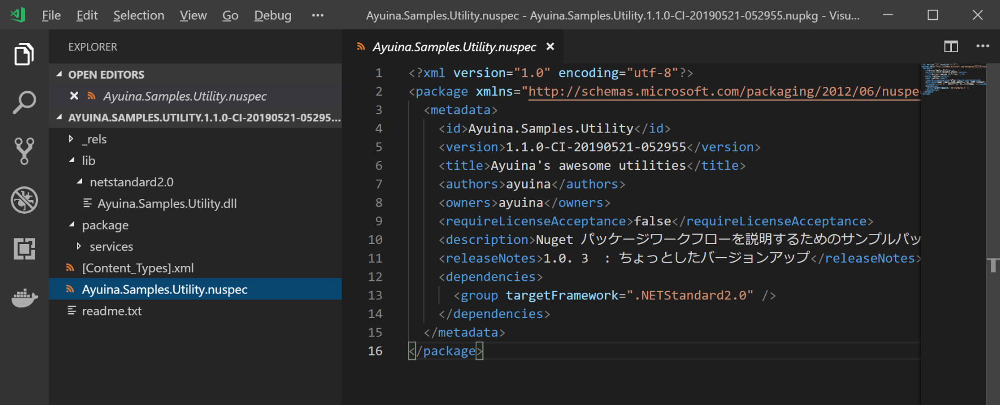 File Edit Selection View Go Debug ••• Ayuina.Samples.Utility.nuspec - Ayuina.Samples.Utility.1.1.0-CI-20190521-052955.nupkg - Visu...
EXPLORER
OPEN EDITORS
Ayuina.Samples.Utility.nuspec
AYUINA.SAMPLES.UTILITY.1.1.0-CI-20190521-05295...
_rels
lib
netstandard2.0
Ayuina.Samples.Utility.dll
package
services
[Content_Types].xml
Ayuina.Samples.Utility.nuspec
readme.txt
Ayuina.Samples.Utility.nuspec
1 <?xml version="1.0" encoding="utf-8"?>
2 <package xmlns="http://schemas.microsoft.com/packaging/2012/06/nuspe
3 <metadata>
4 <id>Ayuina.Samples.Utility</id>
5 <version>1.1.0-CI-20190521-052955</version>
6 <title>Ayuina's awesome utilities</title>
7 <authors>ayuina</authors>
8 <owners>ayuina</owners>
9 <requireLicenseAcceptance>false</requireLicenseAcceptance>
10 <description>Nuget パッケージワークフローを説明するためのサンプルパッ
11 <releaseNotes>1.0. 3 : ちょっとしたバージョンアップ</releaseNotes>
12 <dependencies>
13 <group targetFramework=".NETStandard2.0" />
14 </dependencies>
15 </metadata>
16 </package>